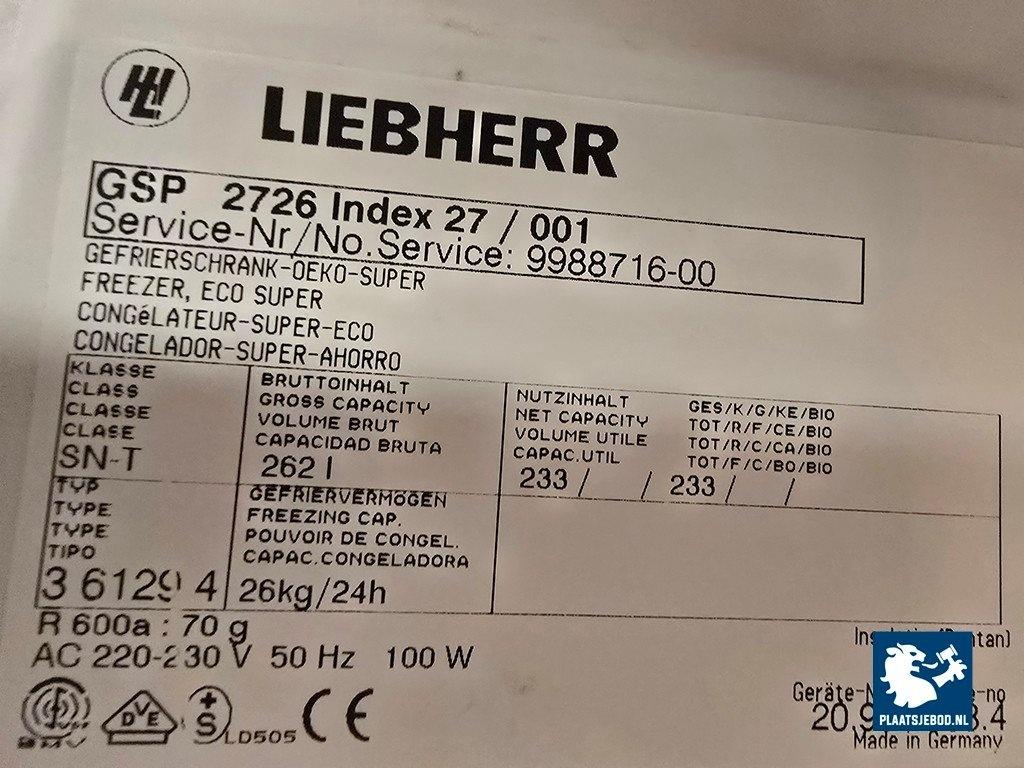 LIEBHERR
GSP 2726 Index 27 / 001
Service-Nr/No.Service: 9988716-00
GEFRIERSCHRANK-OEKO-SUPER
FREEZER, ECO SUPER
CONGéLATEUR-SUPER-ECO
CONGELADOR-SUPER-AHORRO
KLASSE
CLASS
CLASSE
CLASE
SN-T
BRUTTOINHALT
GROSS CAPACITY
VOLUME BRUT
CAPACIDAD BRUTA
262 l
NUTZINHALT GES/K/G/KE/BIO
NET CAPACITY TOT/R/F/CE/BIO
VOLUME UTILE TOT/R/C/CA/BIO
CAPAC.UTIL TOT/F/C/BO/BIO
233 / / 233 / /
TYP
TYPE
TYPE
TIPO
3 6129 4
GEFRIERVERMöGEN
FREEZING CAP.
POUVOIR DE CONGEL.
CAPAC.CONGELADORA
26kg/24h
R 600a : 70 g
AC 220-230 V 50 Hz 100 W
DVE
+S
LD505
CE
Made in Germany
PLAATSJEBOD.NL